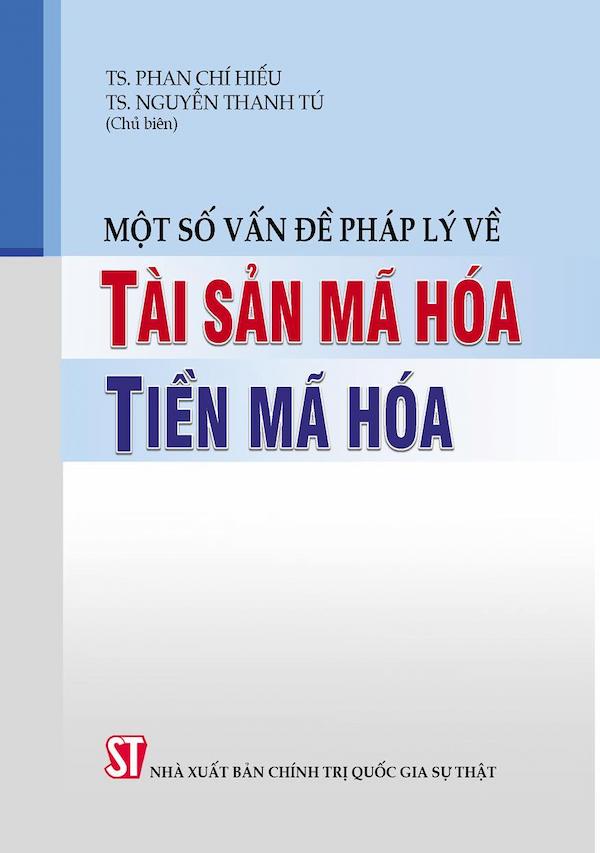 TS. PHAN CHÍ HIẾU
TS. NGUYỄN THANH TÚ
(Chủ biên)
MỘT SỐ VẤN ĐỀ PHÁP LÝ VỀ
TÀI SẢN MÃ HÓA
TIỀN MÃ HÓA
ST NHÀ XUẤT BẢN CHÍNH TRỊ QUỐC GIA SỰ THẬT